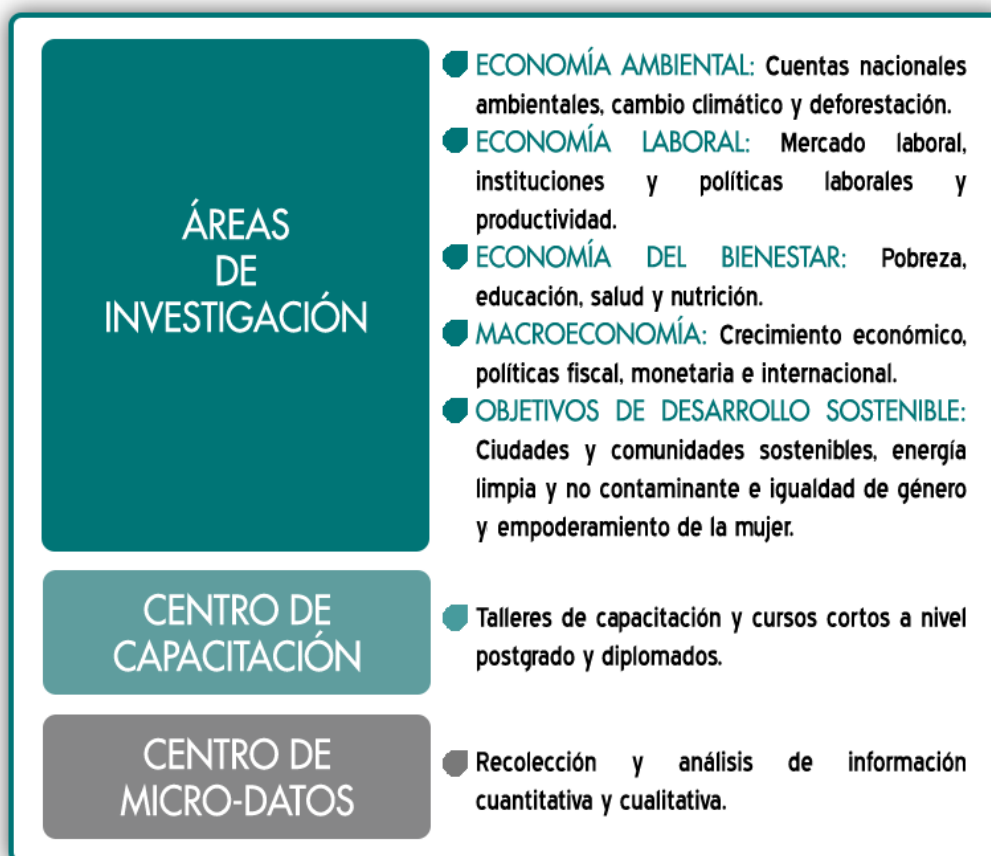 ÁREAS
DE
INVESTIGACIÓN
ECONOMÍA AMBIENTAL: Cuentas nacionales
ambientales, cambio climático y deforestación.
ECONOMÍA LABORAL: Mercado laboral,
instituciones y políticas laborales y
productividad.
ECONOMÍA DEL BIENESTAR: Pobreza,
educación, salud y nutrición.
MACROECONOMÍA: Crecimiento económico,
políticas fiscal, monetaria e internacional.
OBJETIVOS DE DESARROLLO SOSTENIBLE:
Ciudades y comunidades sostenibles, energía
limpia y no contaminante e igualdad de género
y empoderamiento de la mujer.
CENTRO DE
CAPACITACIÓN
Talleres de capacitación y cursos cortos a nivel
postgrado y diplomados.
CENTRO DE
MICRO-DATOS
Recolección y análisis de información
cuantitativa y cualitativa.